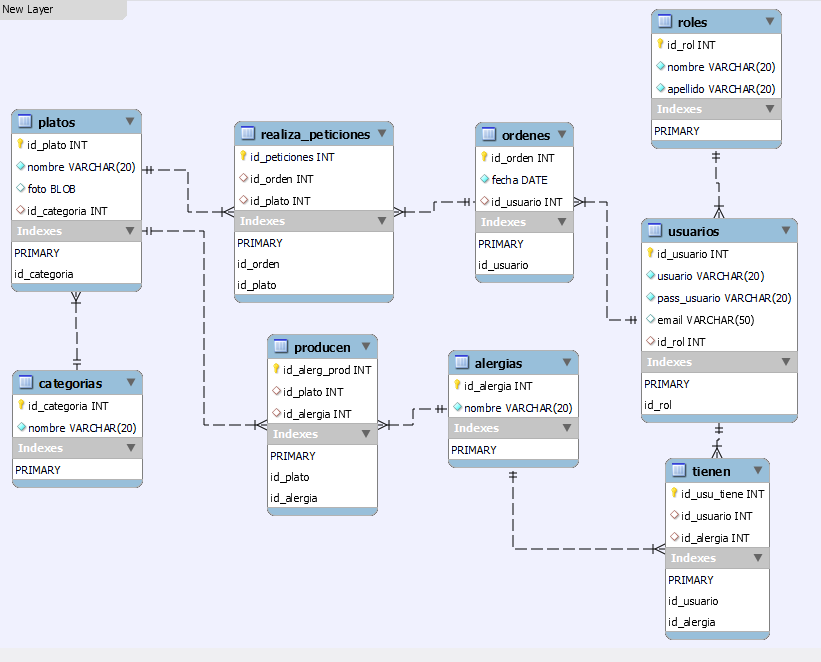 New Layer
roles
id_rol INT
nombre VARCHAR(20)
apellido VARCHAR(20)
Indexes
PRIMARY
platos
id_plato INT
nombre VARCHAR(20)
foto BLOB
id_categoria INT
Indexes
PRIMARY
id_categoria
realiza_peticiones
id_peticiones INT
id_orden INT
id_plato INT
Indexes
PRIMARY
id_orden
id_plato
ordenes
id_orden INT
fecha DATE
id_usuario INT
Indexes
PRIMARY
id_usuario
usuarios
id_usuario INT
usuario VARCHAR(20)
pass_usuario VARCHAR(20)
email VARCHAR(50)
id_rol INT
Indexes
PRIMARY
id_rol
categorias
id_categoria INT
nombre VARCHAR(20)
Indexes
PRIMARY
producen
id_alerg_prod INT
id_plato INT
id_alergia INT
Indexes
PRIMARY
id_plato
id_alergia
alergias
id_alergia INT
nombre VARCHAR(20)
Indexes
PRIMARY
tienen
id_usu_tiene INT
id_usuario INT
id_alergia INT
Indexes
PRIMARY
id_usuario
id_alergia